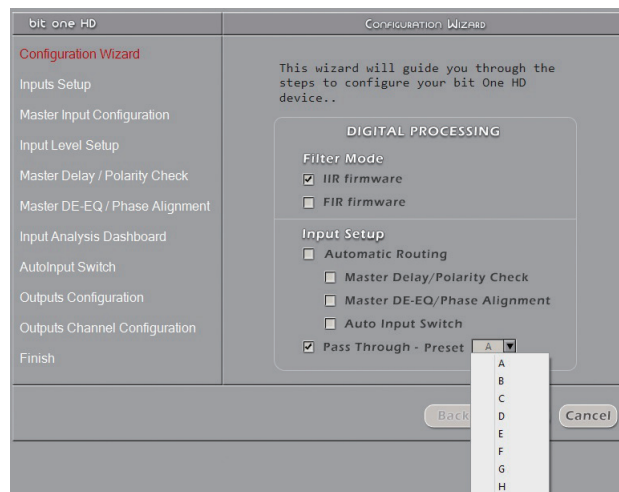 bit one HD
Configuration Wizard
Configuration Wizard
Inputs Setup
Master Input Configuration
Input Level Setup
Master Delay / Polarity Check
Master DE-EQ / Phase Alignment
Input Analysis Dashboard
AutoInput Switch
Outputs Configuration
Outputs Channel Configuration
Finish
This wizard will guide you through the
steps to configure your bit One HD
device..
DIGITAL PROCESSING
Filter Mode
IIR firmware
FIR firmware
Input Setup
Automatic Routing
Master Delay/Polarity Check
Master DE-EQ/Phase Alignment
Auto Input Switch
Pass Through - Preset A
A
B
C
D
E
F
G
H
Back
Cancel